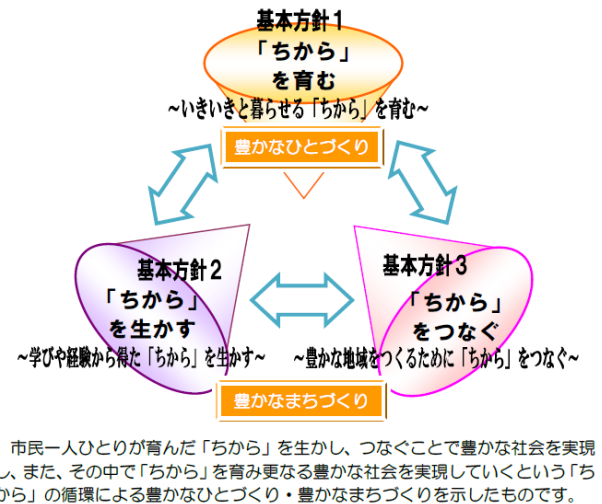 基本方針１
「ちから」
を育む
～いきいきと暮らせる「ちから」を育む～
豊かなひとづくり
基本方針２
「ちから」
を生かす
～学びや経験から得た「ちから」を生かす～
基本方針３
「ちから」
をつなぐ
～豊かな地域をつくるために「ちから」をつなぐ～
豊かなまちづくり
市民一人ひとりが育んだ「ちから」を生かし、つなぐことで豊かな社会を実現
し、また、その中で「ちから」を育み更なる豊かな社会を実現していくという「ち
から」の循環による豊かなひとづくり・豊かなまちづくりを示したものです。